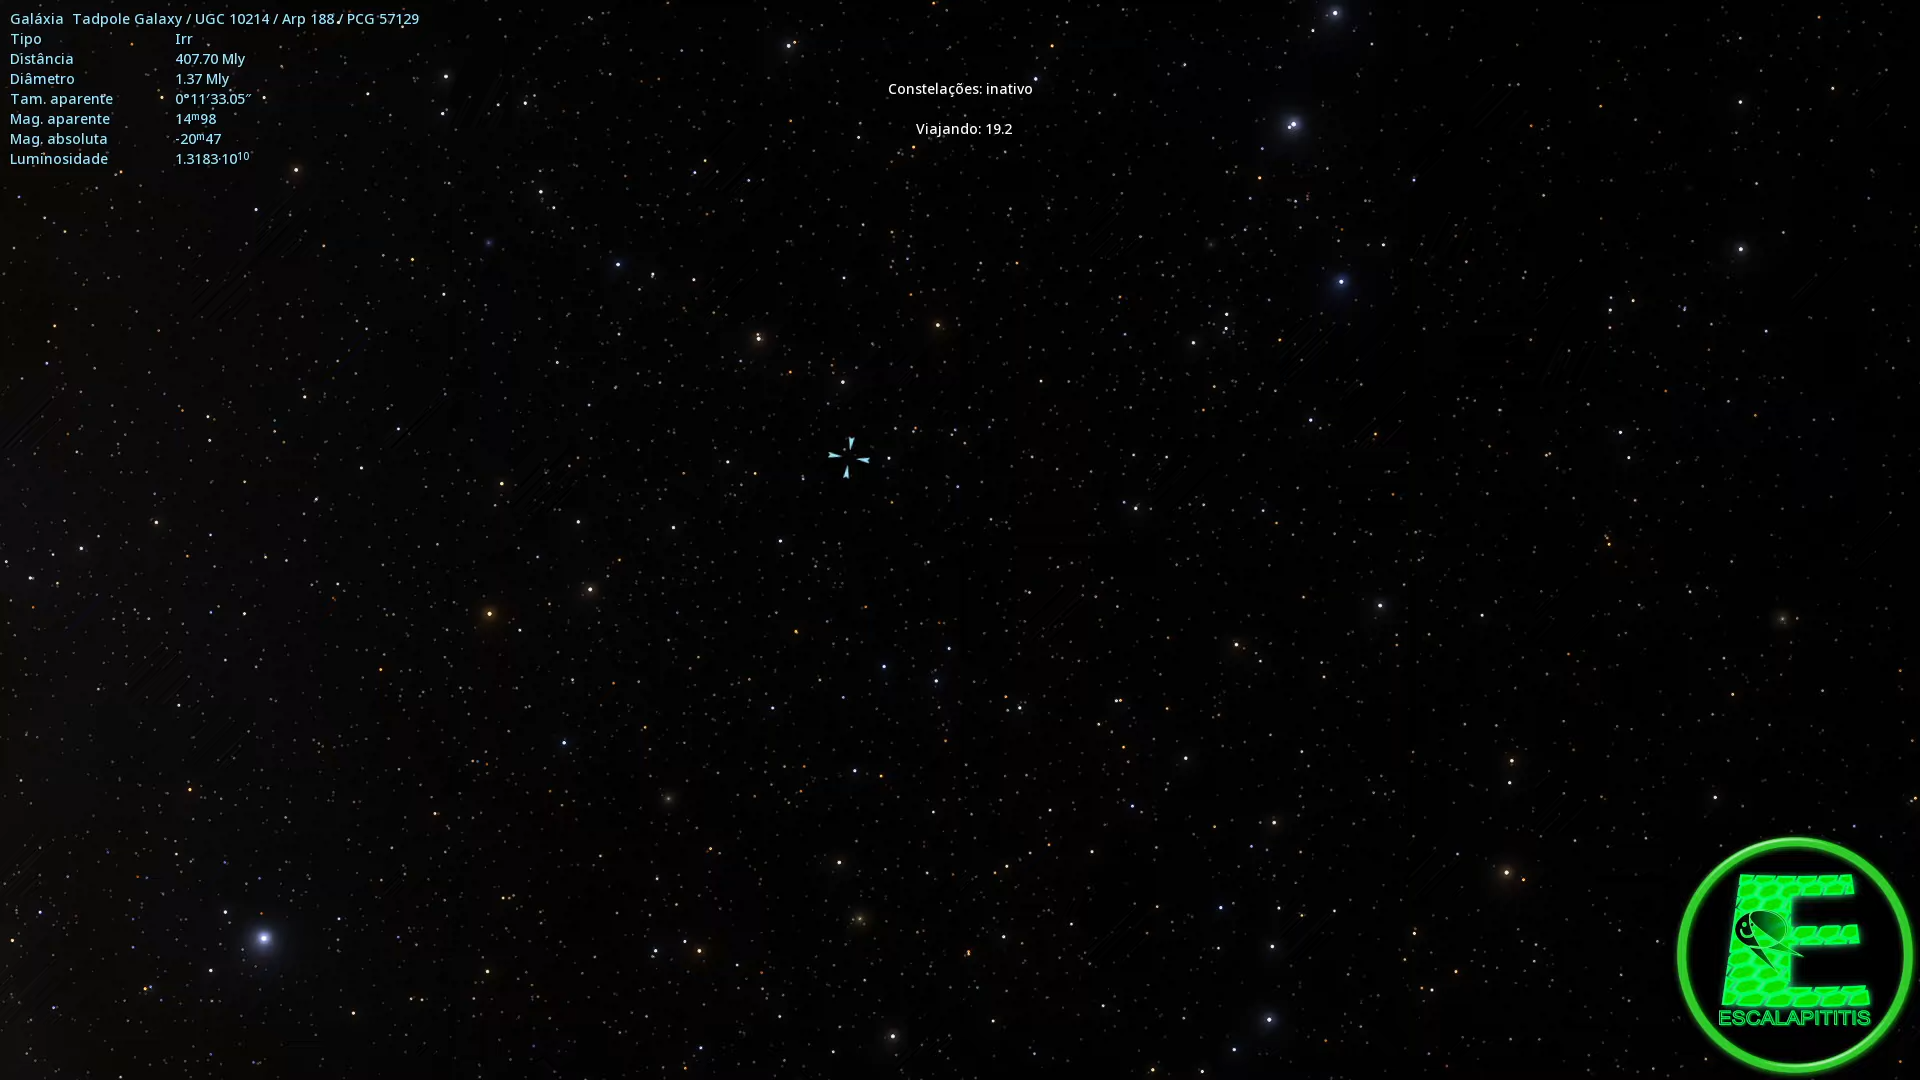 Galáxia Tadpole Galaxy / UGC 10214 / Arp 188 / PCG 57129
Tipo Irr
Distância 407.70 Mly
Diâmetro 1.37 Mly
Tam. aparente 0°11′33.05″
Mag. aparente 14ᵐ98
Mag. absoluta -20ᵐ47
Luminosidade 1.3183·10¹⁰
Constelações: inativo
Viajando: 19.2
E
ESCALAPITITIS